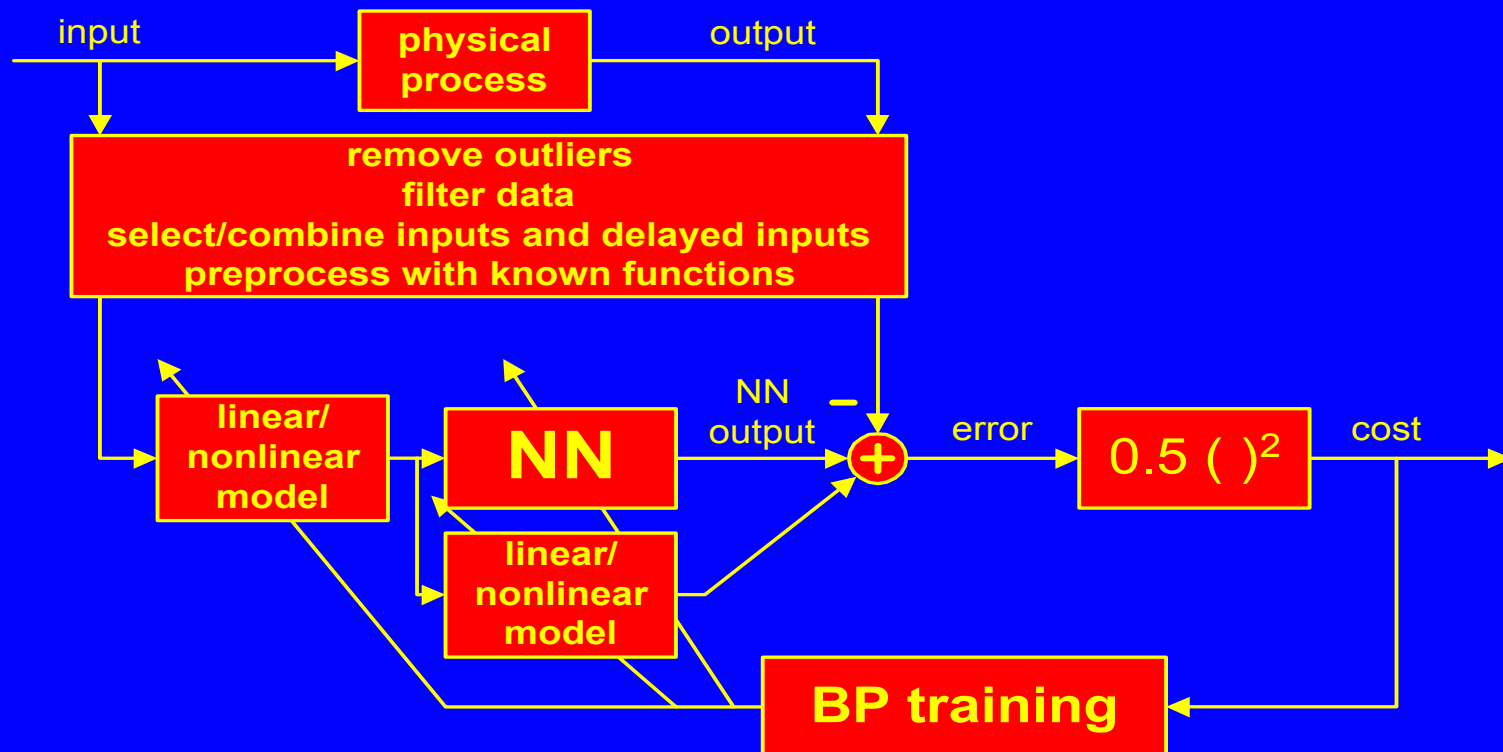 input
physical
process
output
remove outliers
filter data
select/combine inputs and delayed inputs
preprocess with known functions
linear/
nonlinear
model
NN
NN
output
–
+
error
0.5 ( )²
cost
linear/
nonlinear
model
BP training